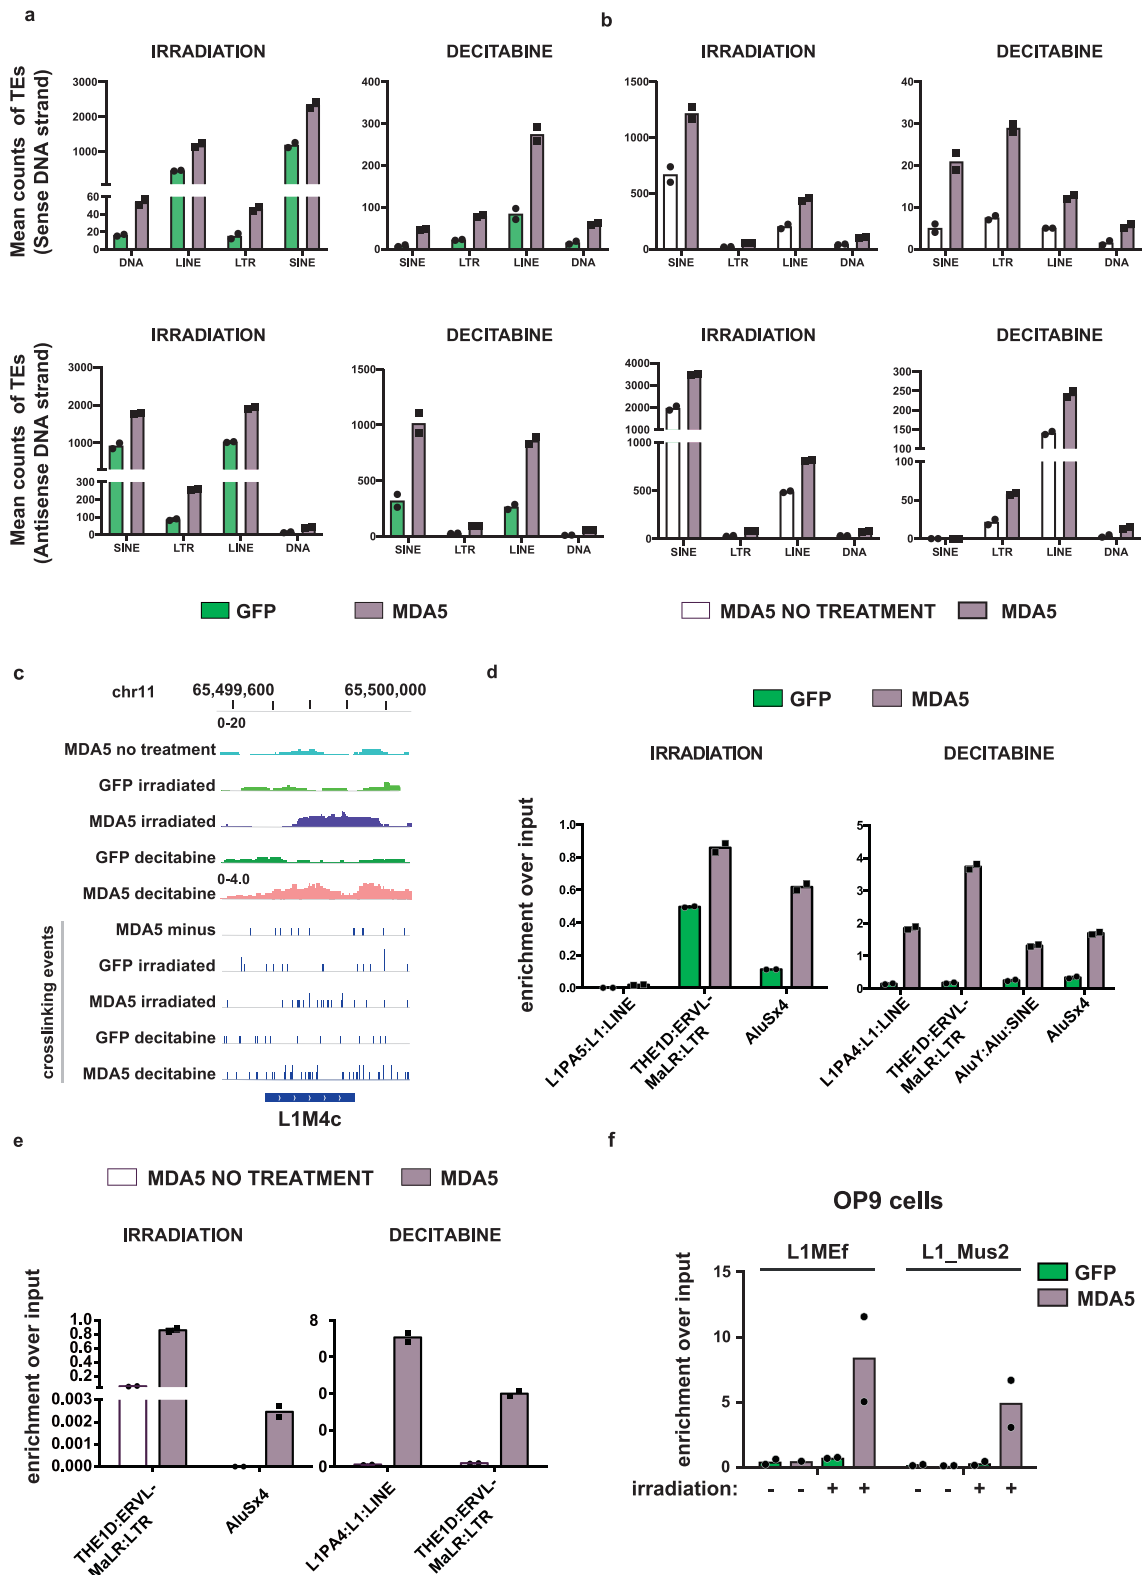 a
b
IRRADIATION
DECITABINE
IRRADIATION
DECITABINE
Mean counts of TEs
(Sense DNA strand)
3000
2000
1000
60
40
20
0
DNA
LINE
LTR
SINE
400
300
200
100
0
SINE
LTR
LINE
DNA
1500
1000
500
0
SINE
LTR
LINE
DNA
40
30
20
10
0
SINE
LTR
LINE
DNA
IRRADIATION
DECITABINE
IRRADIATION
DECITABINE
Mean counts of TEs
(Antisense DNA strand)
3000
2000
1000
300
200
100
0
SINE
LTR
LINE
DNA
1500
1000
500
0
SINE
LTR
LINE
DNA
4000
3000
2000
1000
1000
500
0
SINE
LTR
LINE
DNA
300
250
200
150
100
100
50
0
SINE
LTR
LINE
DNA
GFP
MDA5
MDA5 NO TREATMENT
MDA5
c
chr11
65,499,600
65,500,000
0-20
MDA5 no treatment
GFP irradiated
MDA5 irradiated
GFP decitabine
0-4.0
MDA5 decitabine
crosslinking events
MDA5 minus
GFP irradiated
MDA5 irradiated
GFP decitabine
MDA5 decitabine
L1M4c
d
GFP
MDA5
IRRADIATION
DECITABINE
enrichment over input
1.0
0.8
0.6
0.4
0.2
0.0
L1PA5:L1:LINE
THE1D:ERVL-
MaLR:LTR
AluSx4
5
4
3
2
1
0
L1PA4:L1:LINE
THE1D:ERVL-
MaLR:LTR
AluY:Alu:SINE
AluSx4
e
MDA5 NO TREATMENT
MDA5
IRRADIATION
DECITABINE
enrichment over input
1.0
0.8
0.6
0.4
0.2
0.003
0.002
0.001
0.000
THE1D:ERVL-
MaLR:LTR
AluSx4
8
0
0
0
L1PA4:L1:LINE
THE1D:ERVL-
MaLR:LTR
f
OP9 cells
L1MEf
L1_Mus2
GFP
MDA5
enrichment over input
15
10
5
0
irradiation: - - + + - - + +